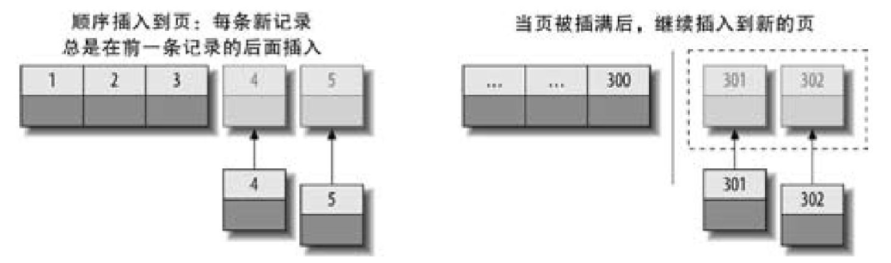 顺序插入到页：每条新记录
总是在前一条记录的后面插入
1 2 3 4 5
4
5
当页被插满后，继续插入到新的页
... ... 300 301 302
301
302